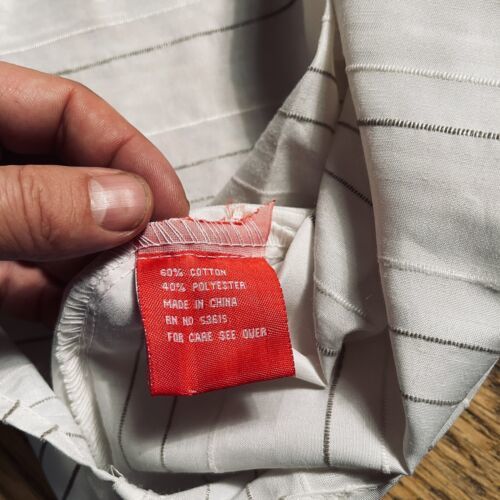 60% COTTON
40% POLYESTER
MADE IN CHINA
RN NO 53615
FOR CARE SEE OVER